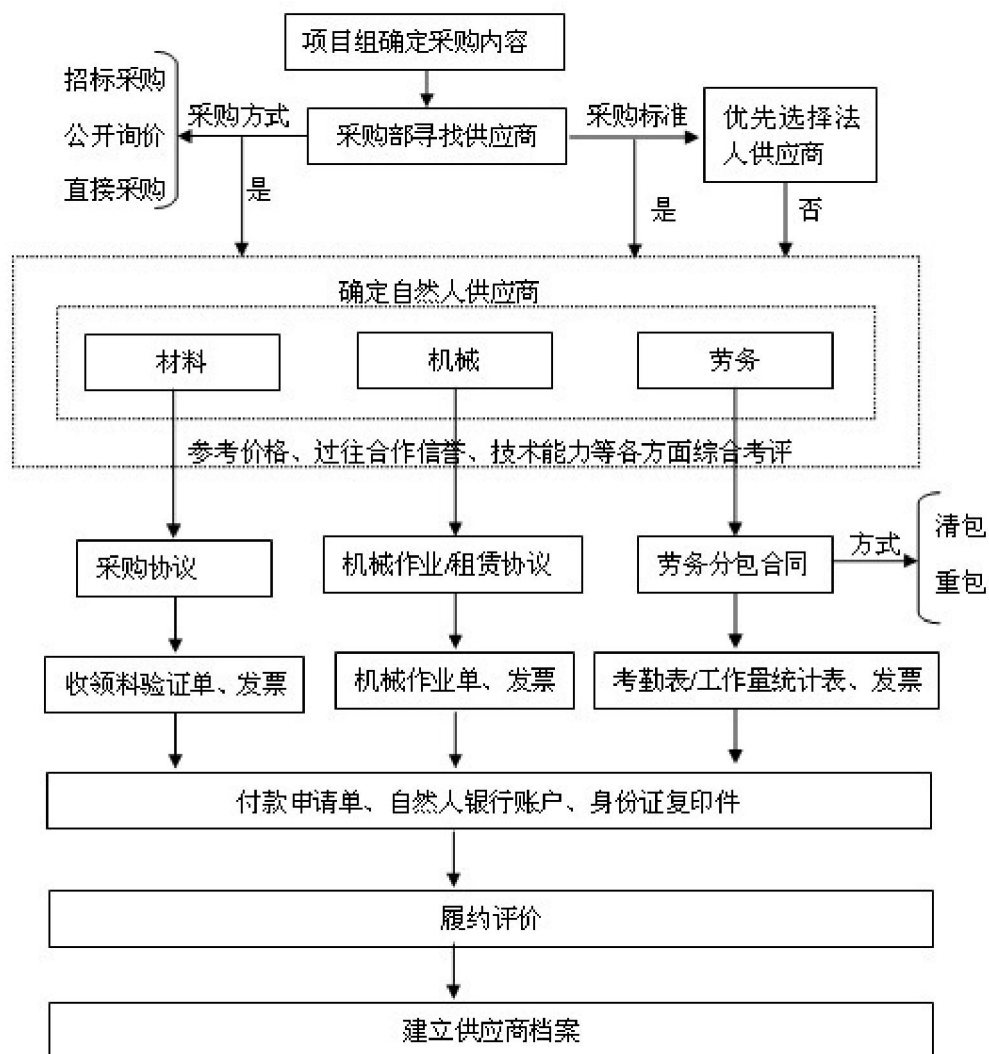 项目组确定采购内容
招标采购
公开询价
直接采购
采购方式
采购部寻找供应商
采购标准
优先选择法
人供应商
是
是
否
确定自然人供应商
材料
机械
劳务
参考价格、过往合作信誉、技术能力等各方面综合考评
采购协议
机械作业/租赁协议
劳务分包合同
方式
清包
重包
收领料验证单、发票
机械作业单、发票
考勤表/工作量统计表、发票
付款申请单、自然人银行账户、身份证复印件
履约评价
建立供应商档案